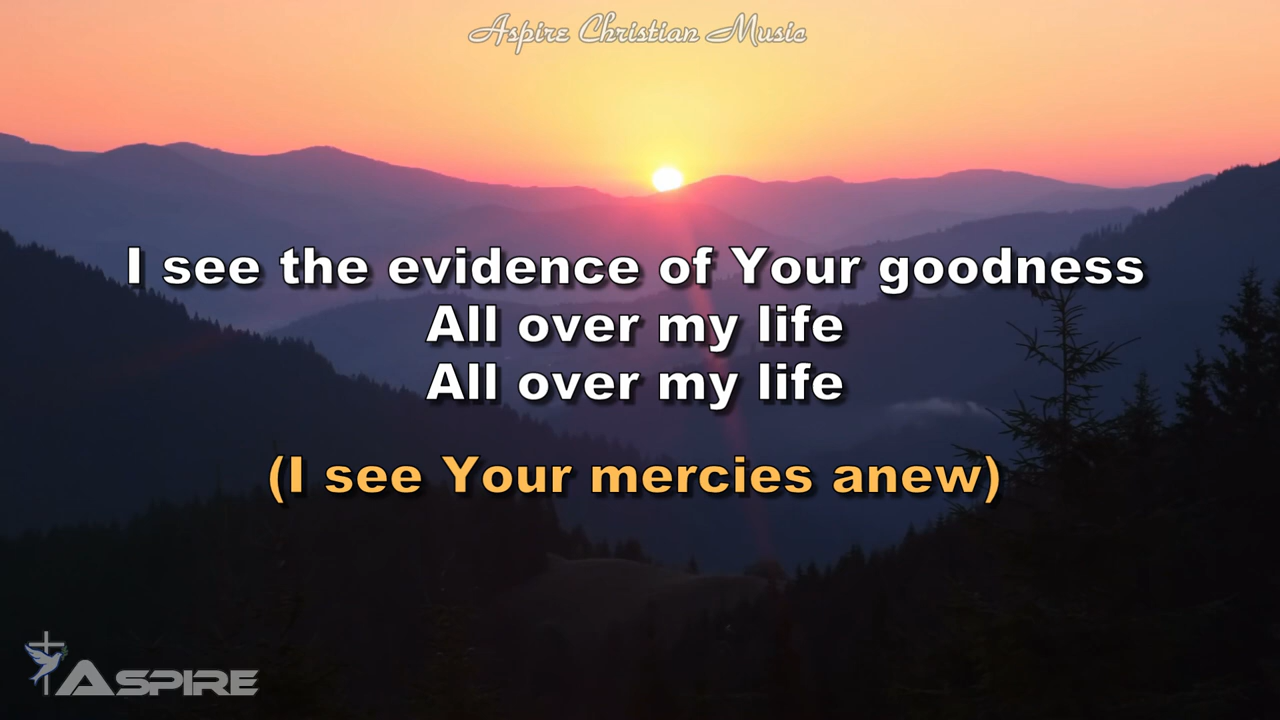 Aspire Christian Music
I see the evidence of Your goodness
All over my life
All over my life
(I see Your mercies anew)
ASPIRE